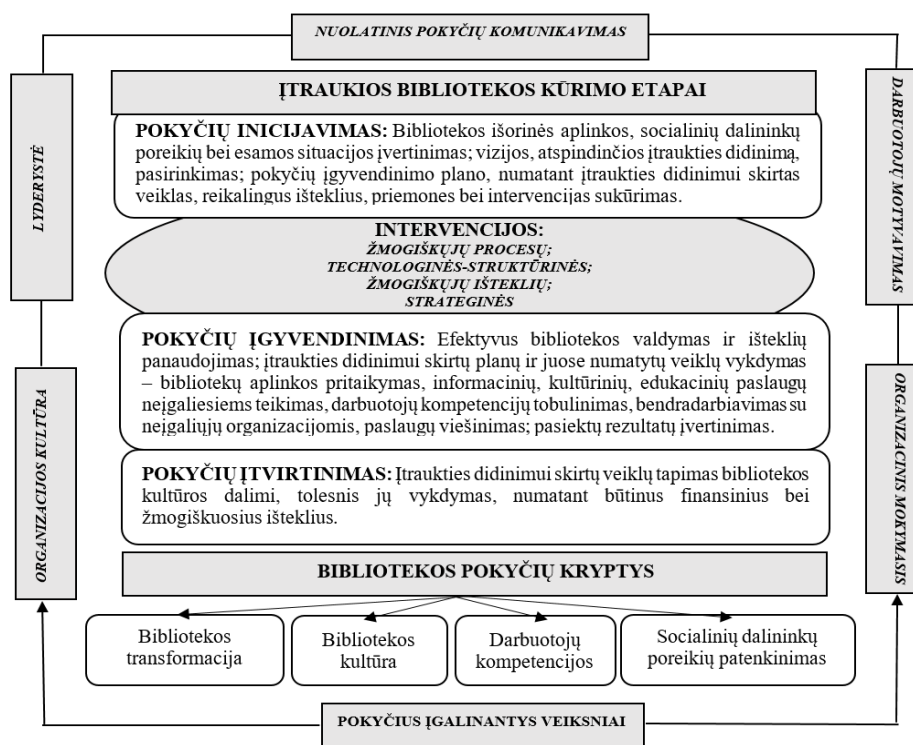 NUOLATINIS POKYČIŲ KOMUNIKAVIMAS
LYDERYSTĖ
ORGANIZACIJOS KULTŪRA
ĮTRAUKIOS BIBLIOTEKOS KŪRIMO ETAPAI
POKYČIŲ INICIJAVIMAS: Bibliotekos išorinės aplinkos, socialinių dalininkų
poreikių bei esamos situacijos įvertinimas; vizijos, atspindinčios įtraukties didinimą,
pasirinkimas; pokyčių įgyvendinimo plano, numatant įtraukties didinimui skirtas
veiklas, reikalingus išteklius, priemones bei intervencijas sukūrimas.
INTERVENCIJOS:
ŽMOGIŠKŲJŲ PROCESŲ;
TECHNOLOGINĖS-STRUKTŪRINĖS;
ŽMOGIŠKŲJŲ IŠTEKLIŲ;
STRATEGINĖS
POKYČIŲ ĮGYVENDINIMAS: Efektyvus bibliotekos valdymas ir išteklių
panaudojimas; įtraukties didinimui skirtų planų ir juose numatytų veiklų vykdymas
– bibliotekų aplinkos pritaikymas, informacinių, kultūrinių, edukacinių paslaugų
neįgaliesiems teikimas, darbuotojų kompetencijų tobulinimas, bendradarbiavimas su
neįgaliųjų organizacijomis, paslaugų viešinimas; pasiektų rezultatų įvertinimas.
POKYČIŲ ĮTVIRTINIMAS: Įtraukties didinimui skirtų veiklų tapimas bibliotekos
kultūros dalimi, tolesnis jų vykdymas, numatant būtinus finansinius bei
žmogiškuosius išteklius.
DARBUOTOJŲ MOTYVAVIMAS
ORGANIZACINIS MOKYMASIS
BIBLIOTEKOS POKYČIŲ KRYPTYS
Bibliotekos
transformacija
Bibliotekos
kultūra
Darbuotojų
kompetencijos
Socialinių dalininkų
poreikių patenkinimas
POKYČIUS ĮGALINANTYS VEIKSNIAI